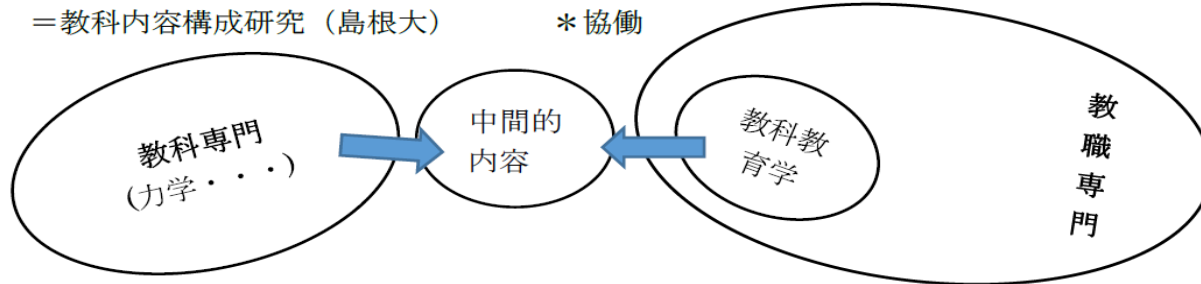 ＝教科内容構成研究（島根大）　　　＊協働
教科専門
(力学・・・)
中間的
内容
教科教
育学
教職専門